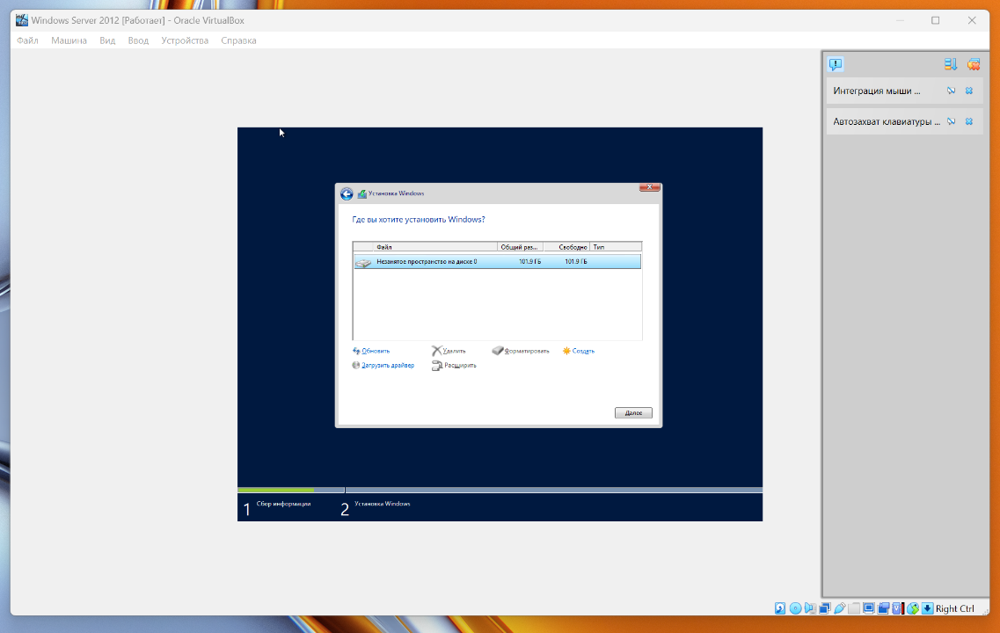 Windows Server 2012 [Работает] - Oracle VirtualBox
Файл Машина Вид Ввод Устройства Справка
Интеграция мыши ...
Автозахват клавиатуры ...
Установка Windows
Где вы хотите установить Windows?
Файл Общий раз... Свободно Тип
Незанятое пространство на диске 0 101.9 ГБ 101.9 ГБ
Обновить Удалить Форматировать Создать
Загрузить драйвер Расширить
Далее
1 Сбор информации 2 Установка Windows
Right Ctrl